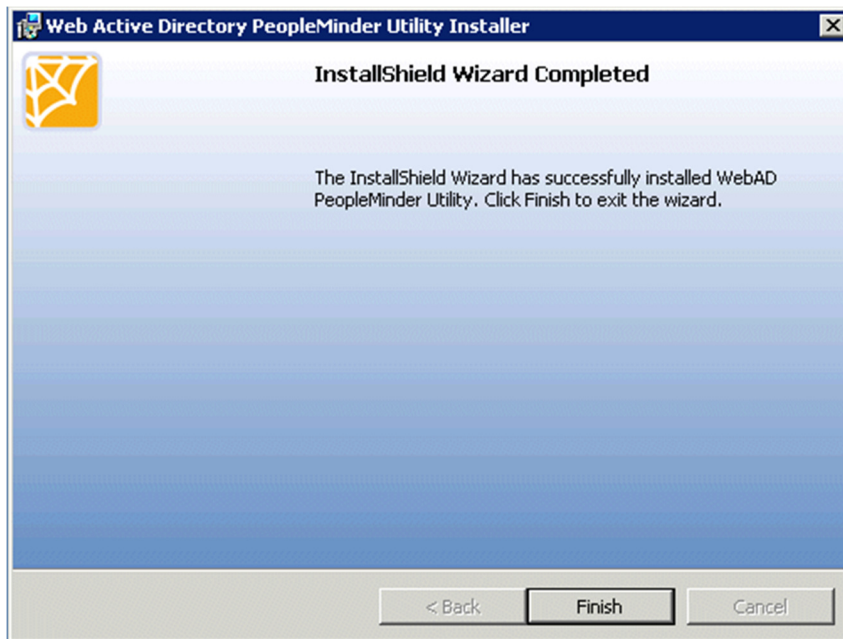 Web Active Directory PeopleMinder Utility Installer
InstallShield Wizard Completed
The InstallShield Wizard has successfully installed WebAD
PeopleMinder Utility. Click Finish to exit the wizard.
< Back
Finish
Cancel